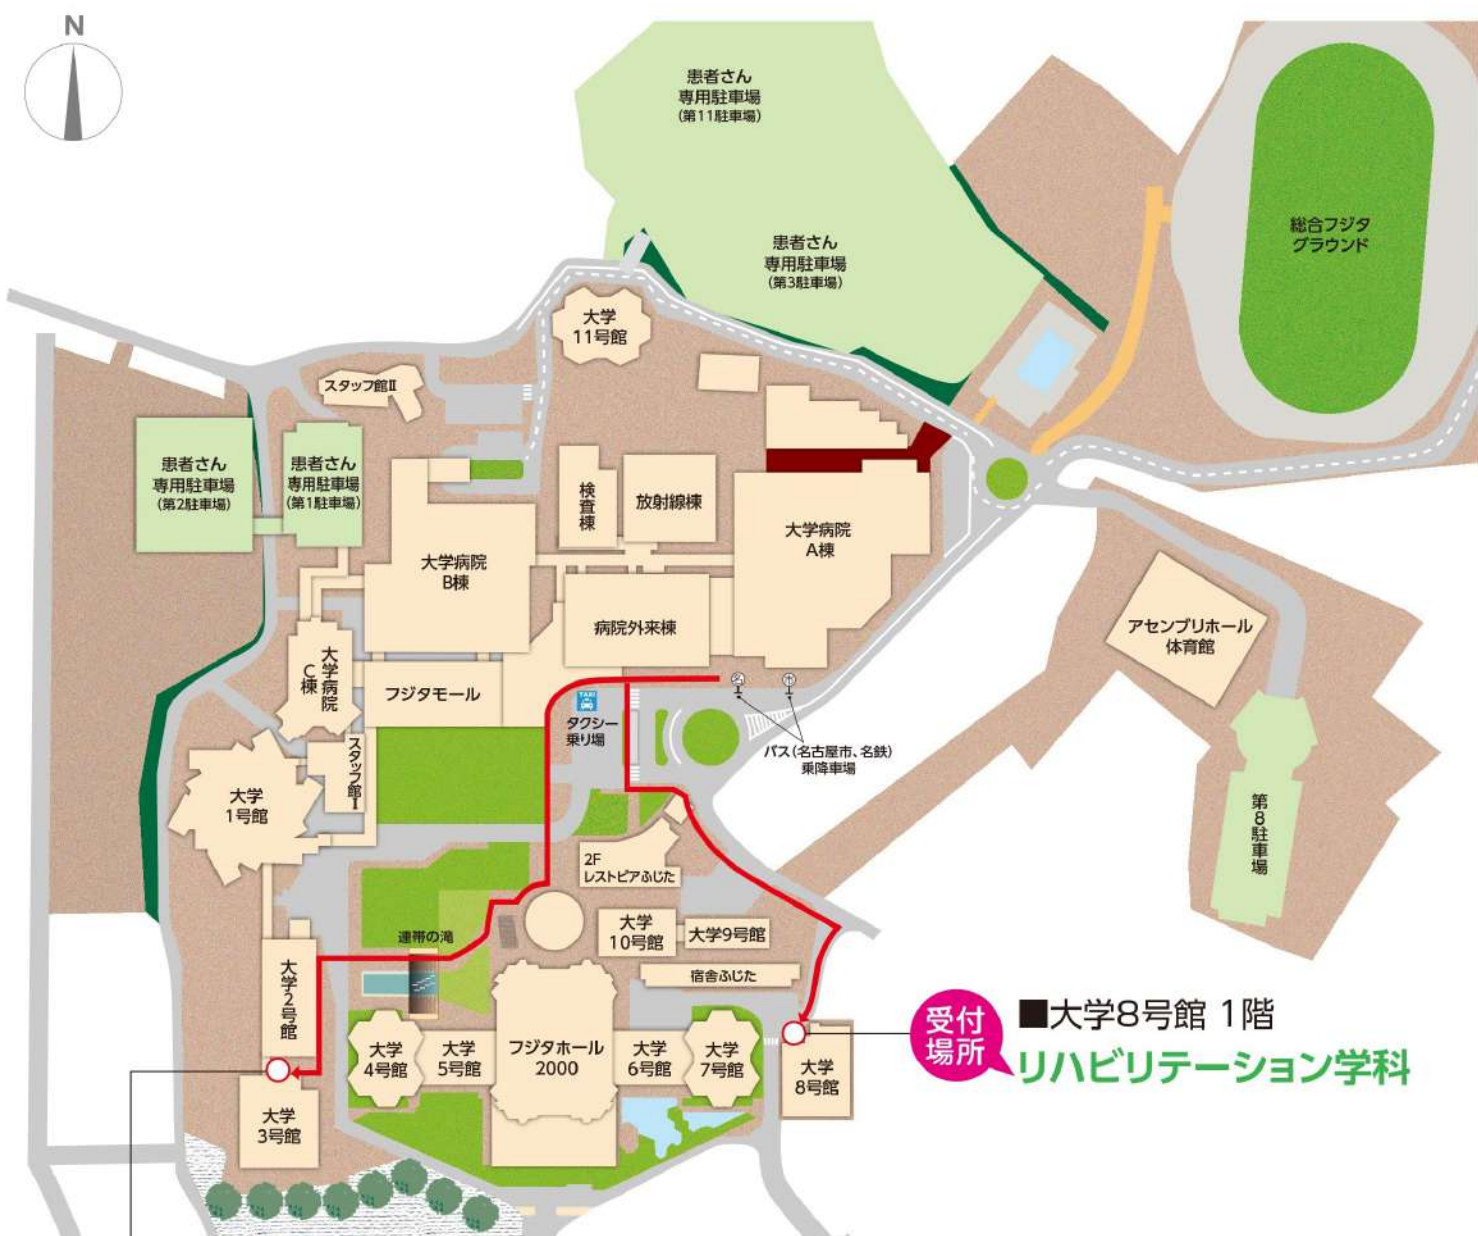 N
患者さん
専用駐車場
(第11駐車場)
総合フジタ
グラウンド
患者さん
専用駐車場
(第3駐車場)
大学
11号館
スタッフ館Ⅱ
患者さん
専用駐車場
(第2駐車場)
患者さん
専用駐車場
(第1駐車場)
検査棟
放射線棟
大学病院
A棟
大学病院
B棟
病院外来棟
アセンブリホール
体育館
大学病院
C棟
フジタモール
TAXI
タクシー
乗り場
名
市
バス(名古屋市、名鉄)
乗降車場
スタッフ館Ⅰ
大学
1号館
第8駐車場
2F
レストピアふじた
大学
10号館
大学9号館
連帯の滝
宿舎ふじた
大学2号館
大学
4号館
大学
5号館
フジタホール
2000
大学
6号館
大学
7号館
大学
8号館
大学
3号館
受付
場所
■大学8号館 1階
リハビリテーション学科